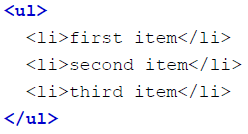 <ul>
  <li>first item</li>
  <li>second item</li>
  <li>third item</li>
</ul>